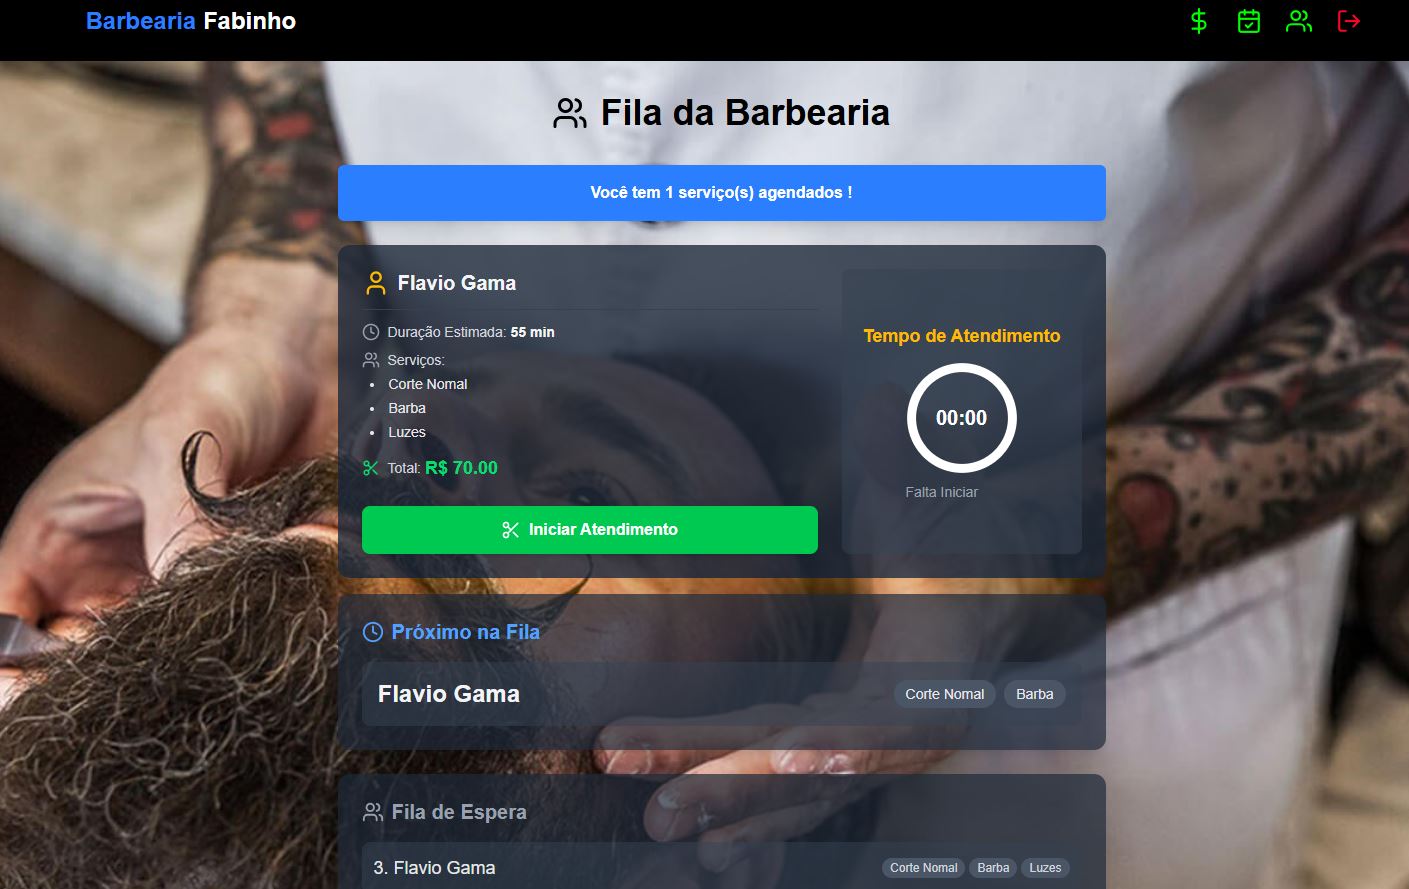 Barbearia Fabinho
Fila da Barbearia
Você tem 1 serviço(s) agendados !
Flavio Gama
Duração Estimada: 55 min
Serviços:
Corte Nomal
Barba
Luzes
Total: R$ 70.00
Iniciar Atendimento
Tempo de Atendimento
00:00
Falta Iniciar
Próximo na Fila
Flavio Gama
Corte Nomal
Barba
Fila de Espera
3. Flavio Gama
Corte Nomal
Barba
Luzes